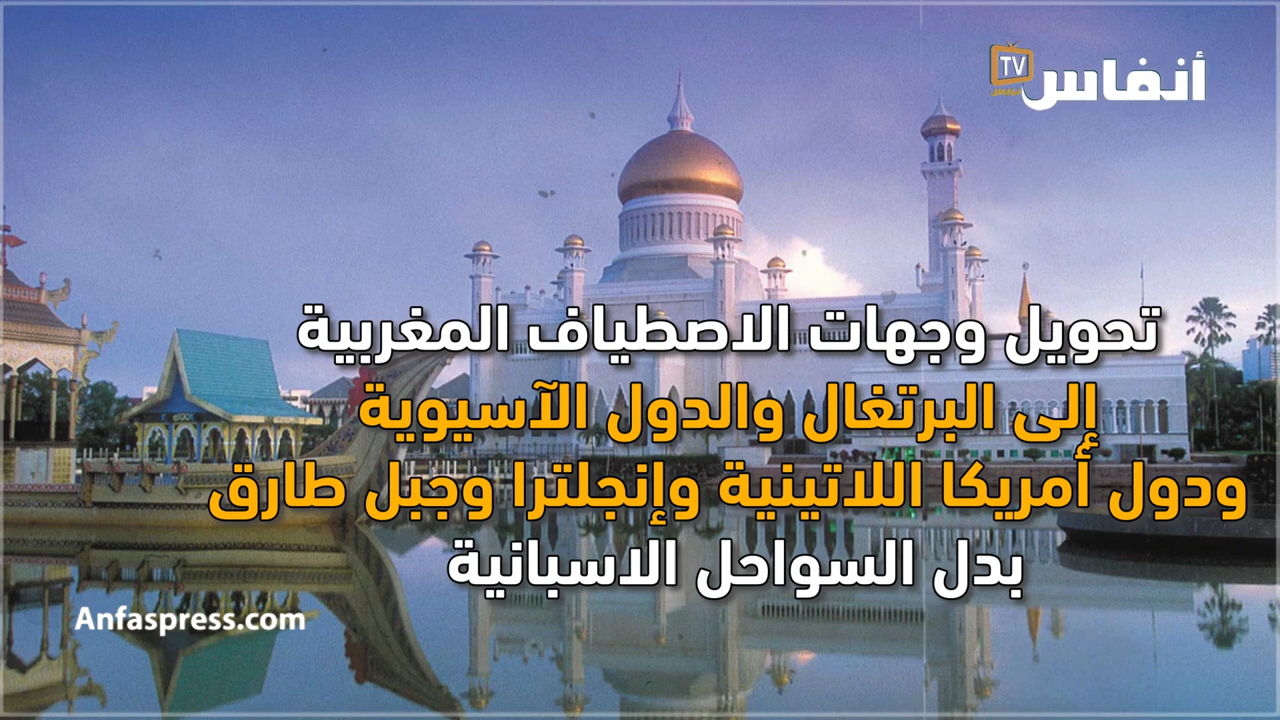 أنفاس
TV
تحويل وجهات الاصطياف المغربية
إلى البرتغال والدول الآسيوية
ودول أمريكا اللاتينية وإنجلترا وجبل طارق
بدل السواحل الاسبانية
Anfaspress.com